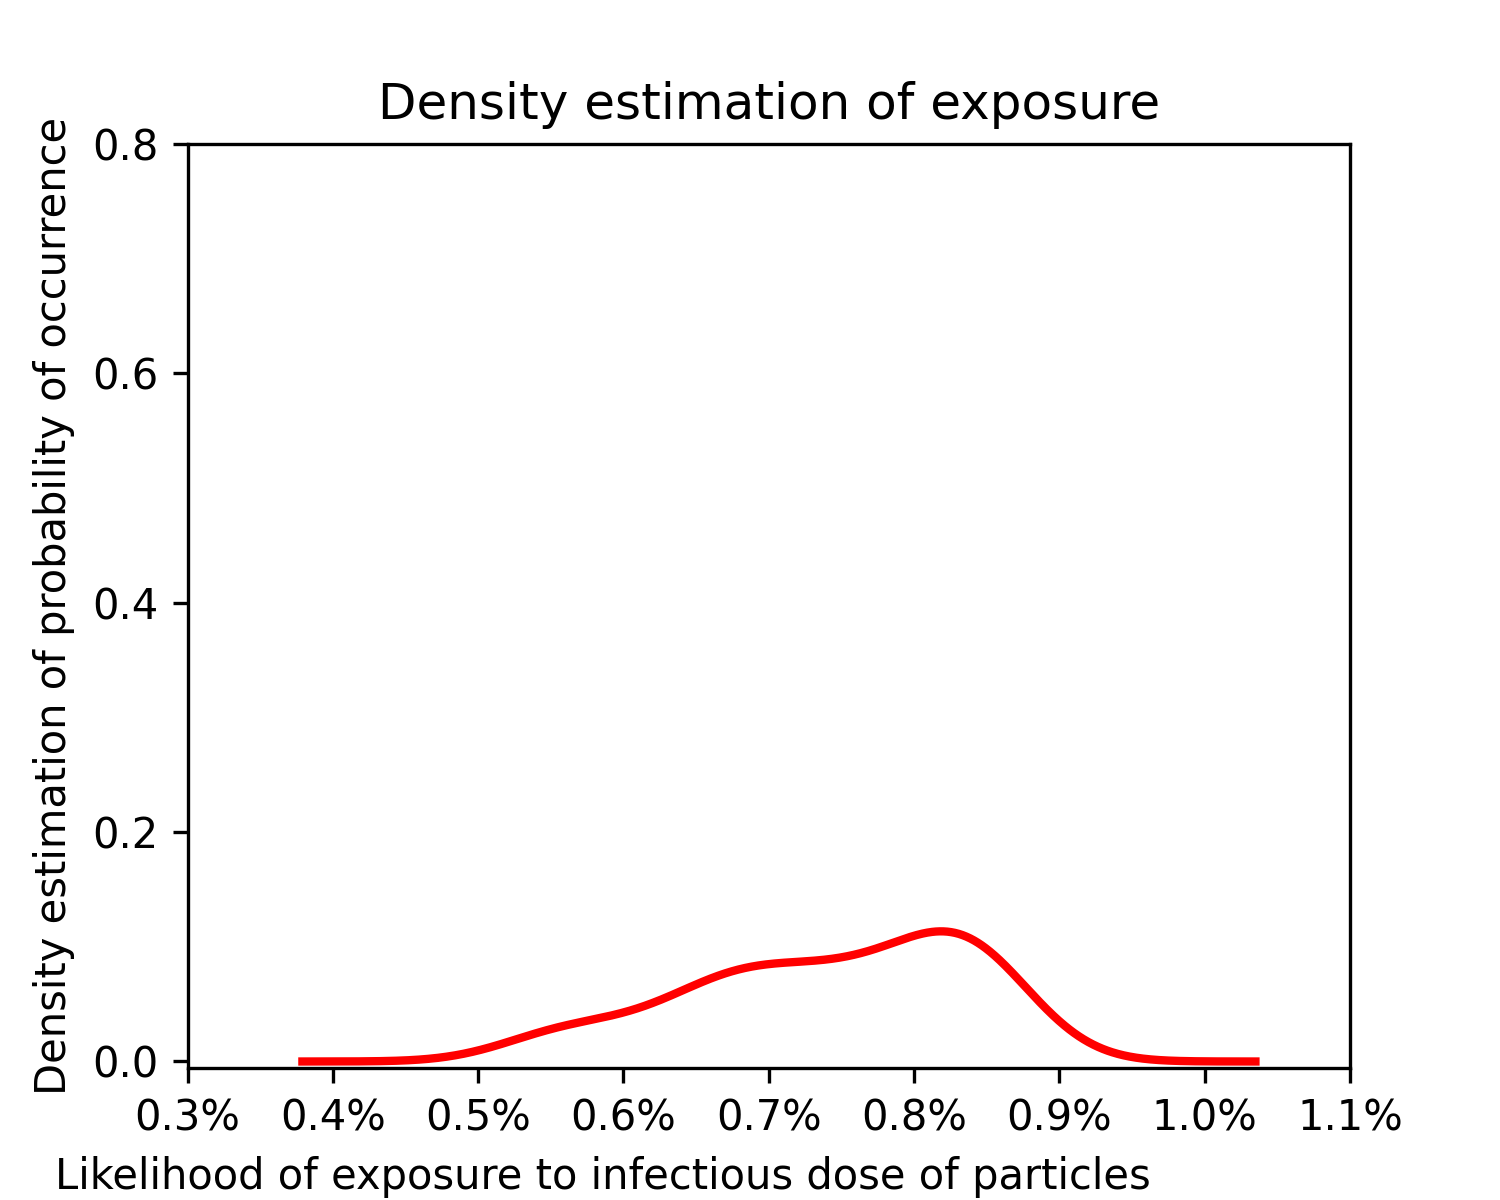 Density estimation of exposure
Density estimation of probability of occurrence
0.8
0.6
0.4
0.2
0.0
0.3% 0.4% 0.5% 0.6% 0.7% 0.8% 0.9% 1.0% 1.1%
Likelihood of exposure to infectious dose of particles